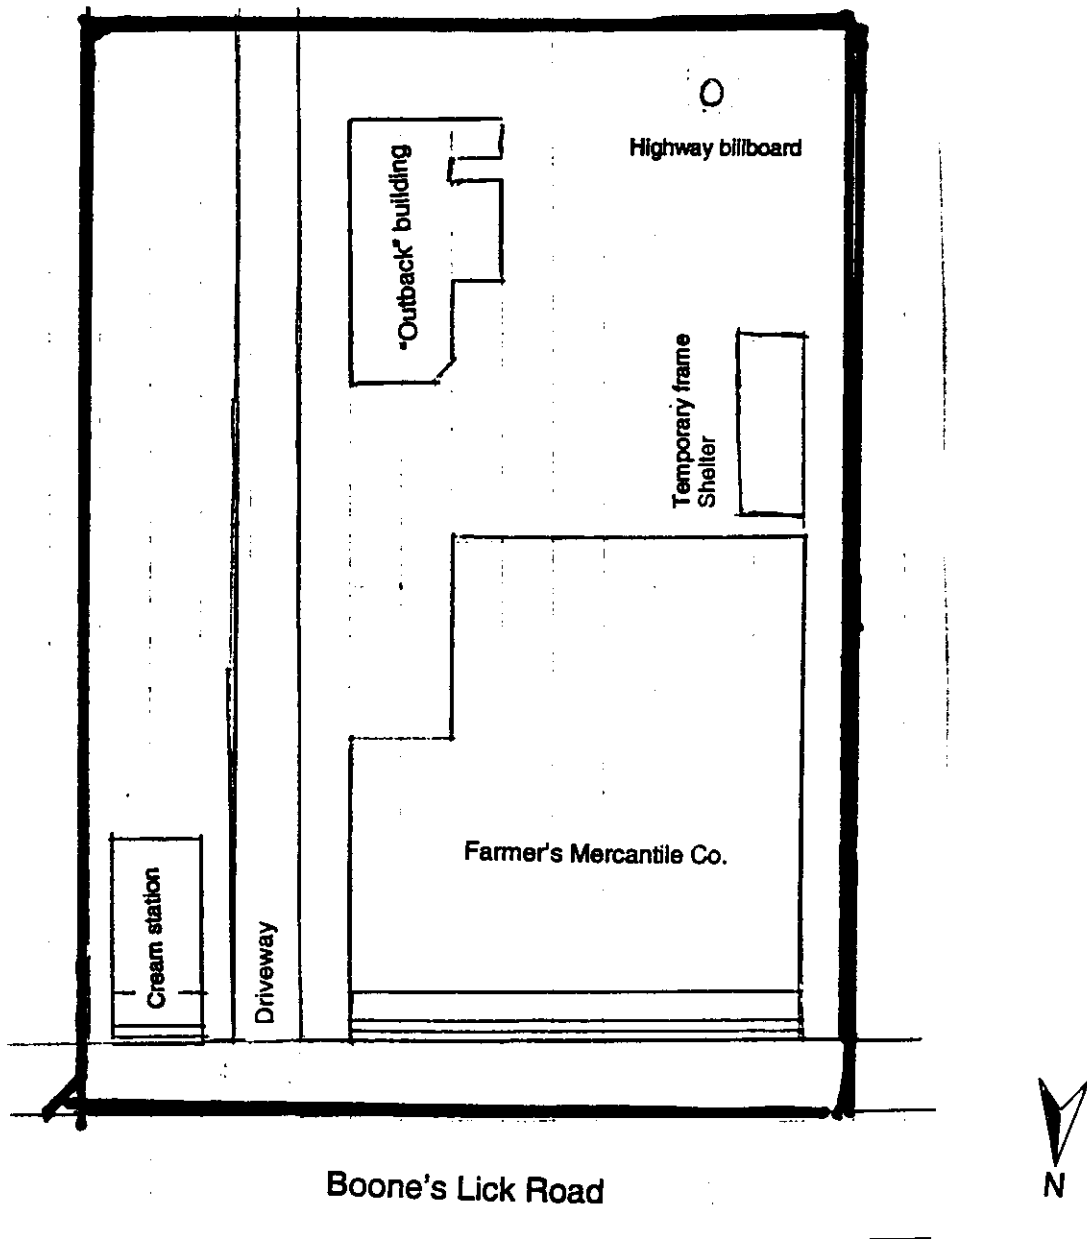 Highway billboard
"Outback" building
Temporary frame
Shelter
Farmer's Mercantile Co.
Cream station
Driveway
Boone's Lick Road
N